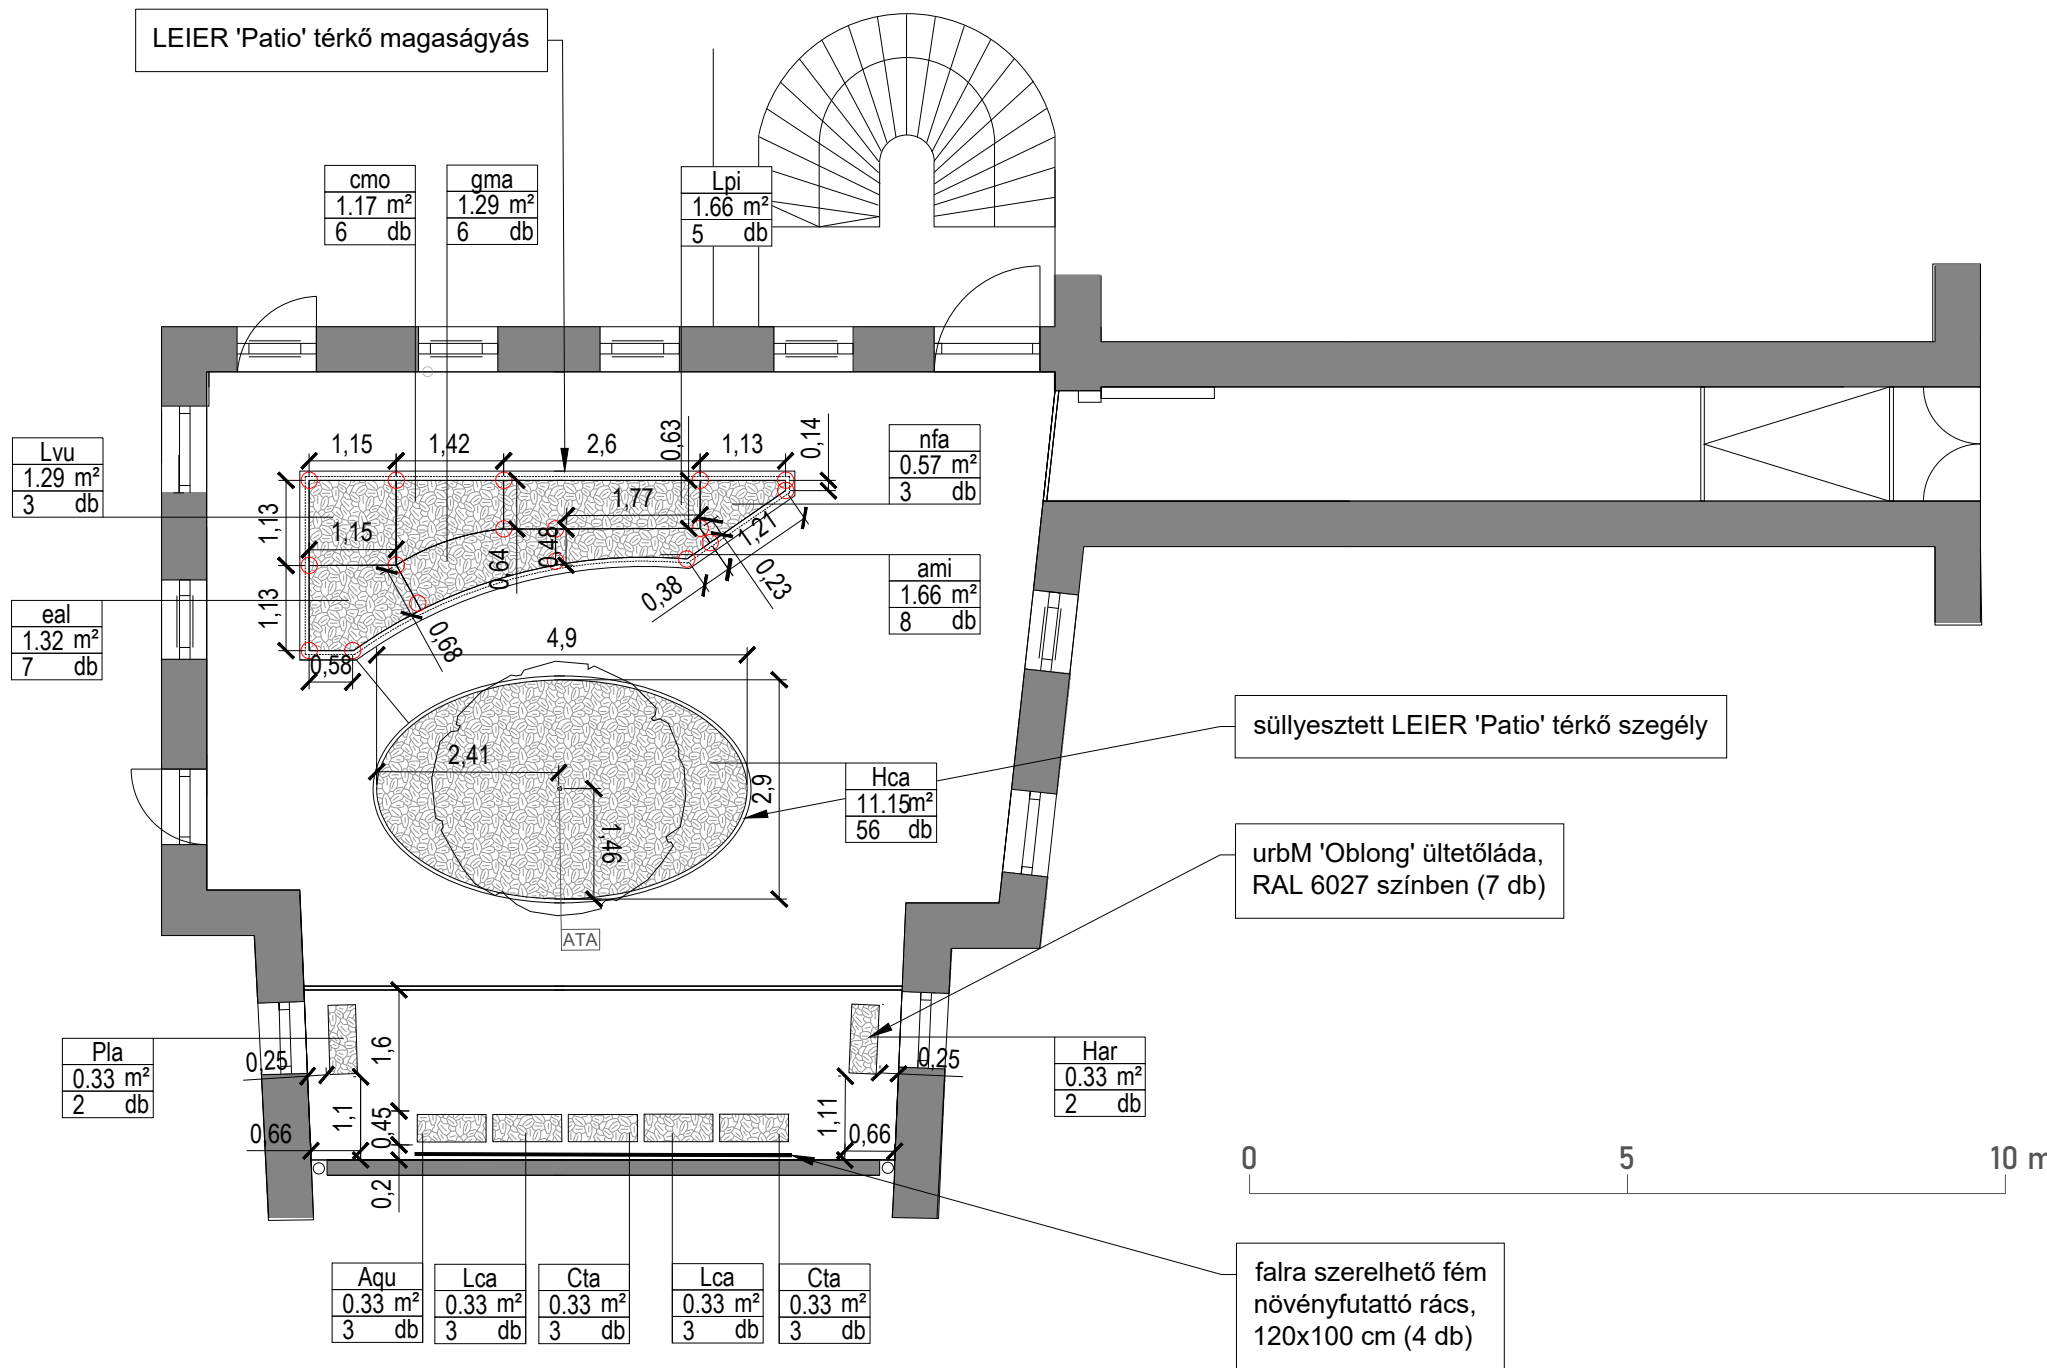 LEIER 'Patio' térkő magaságyás
cmo
1.17 m²
6 db
gma
1.29 m²
6 db
Lpi
1.66 m²
5 db
Lvu
1.29 m²
3 db
nfa
0.57 m²
3 db
1,15
1,42
2,6
0,63
1,13
0,14
1,13
1,15
1,77
0,64
0,48
1,21
0,23
0,38
ami
1.66 m²
8 db
eal
1.32 m²
7 db
1,13
0,58
0,68
4,9
süllyesztett LEIER 'Patio' térkő szegély
2,41
2,9
1,46
Hca
11.15m²
56 db
urbM 'Oblong' ültetőláda,
RAL 6027 színben (7 db)
ATA
Pla
0.33 m²
2 db
0,25
1,6
1,1
0,45
0,66
0,2
0,25
1,11
0,66
Har
0.33 m²
2 db
0
5
10 m
Aqu
0.33 m²
3 db
Lca
0.33 m²
3 db
Cta
0.33 m²
3 db
Lca
0.33 m²
3 db
Cta
0.33 m²
3 db
falra szerelhető fém
növényfuttató rács,
120x100 cm (4 db)